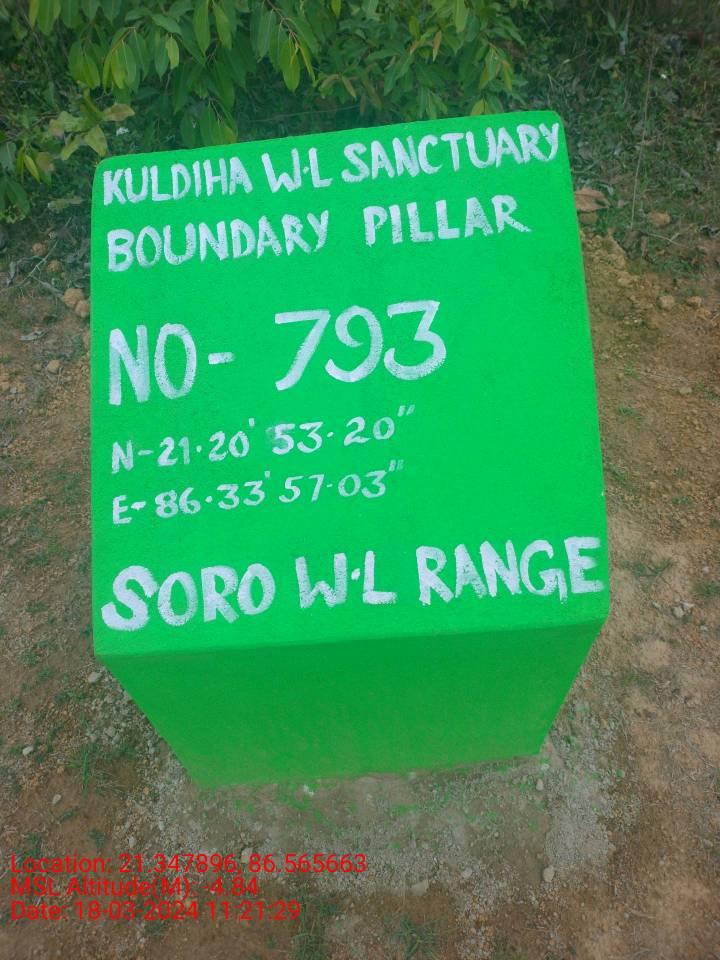 KULDIHA W.L SANCTUARY
BOUNDARY PILLAR
NO- 793
N-21·20' 53·20"
E-86·33' 57·03"
SORO W·L RANGE
Location: 21.347896, 86.565663
MSL Altitude(M): -4.84
Date: 18-03-2024 11:21:29